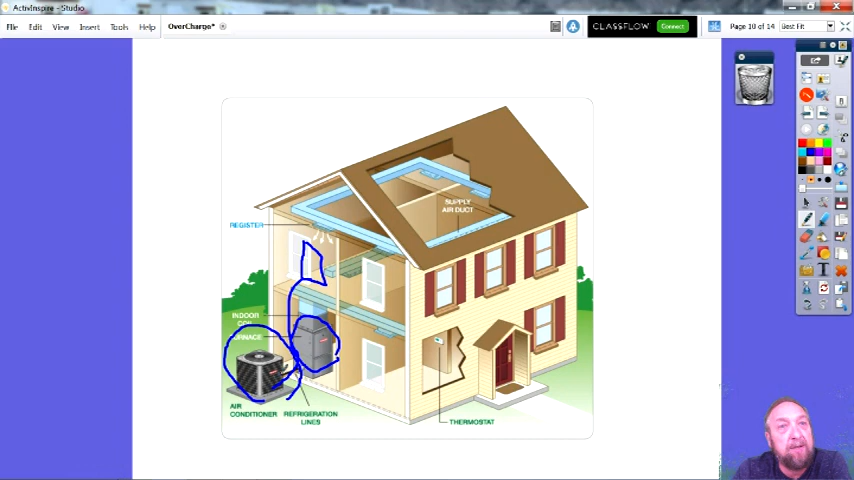 ActivInspire - Studio
File Edit View Insert Tools Help OverCharge* CLASSFLOW Connect Page 10 of 14 Best Fit
SUPPLY
AIR DUCT
REGISTER
INDOOR
COIL
FURNACE
AIR
CONDITIONER
REFRIGERATION
LINES
THERMOSTAT